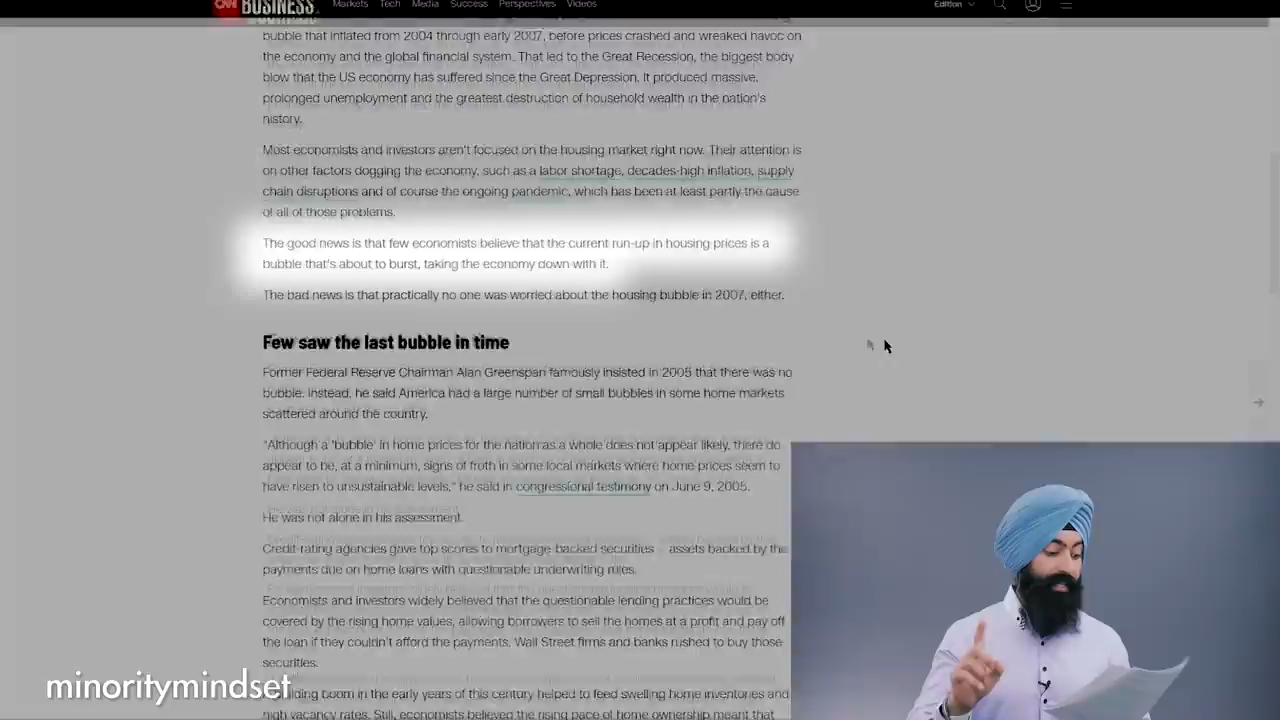 CNN BUSINESS Markets Tech Media Success Perspectives Videos Edition
bubble that inflated from 2004 through early 2007, before prices crashed and wreaked havoc on
the economy and the global financial system. That led to the Great Recession, the biggest body
blow that the US economy has suffered since the Great Depression. It produced massive,
prolonged unemployment and the greatest destruction of household wealth in the nation's
history.
Most economists and investors aren't focused on the housing market right now. Their attention is
on other factors dogging the economy, such as a labor shortage, decades-high inflation, supply
chain disruptions and of course the ongoing pandemic, which has been at least partly the cause
of all of those problems.
The good news is that few economists believe that the current run-up in housing prices is a
bubble that's about to burst, taking the economy down with it.
The bad news is that practically no one was worried about the housing bubble in 2007, either.
Few saw the last bubble in time
Former Federal Reserve Chairman Alan Greenspan famously insisted in 2005 that there was no
bubble. Instead, he said America had a large number of small bubbles in some home markets
scattered around the country.
"Although a 'bubble' in home prices for the nation as a whole does not appear likely, there do
appear to be, at a minimum, signs of froth in some local markets where home prices seem to
have risen to unsustainable levels," he said in congressional testimony on June 9, 2005.
He was not alone in his assessment.
Credit-rating agencies gave top scores to mortgage-backed securities — assets backed by the
payments due on home loans with questionable underwriting rules.
Economists and investors widely believed that the questionable lending practices would be
covered by the rising home values, allowing borrowers to sell the homes at a profit and pay off
the loan if they couldn't afford the payments. Wall Street firms and banks rushed to buy those
securities.
boom in the early years of this century helped to feed swelling home inventories and
high vacancy rates. Still, economists believed the rising pace of home ownership meant that
minoritymindset